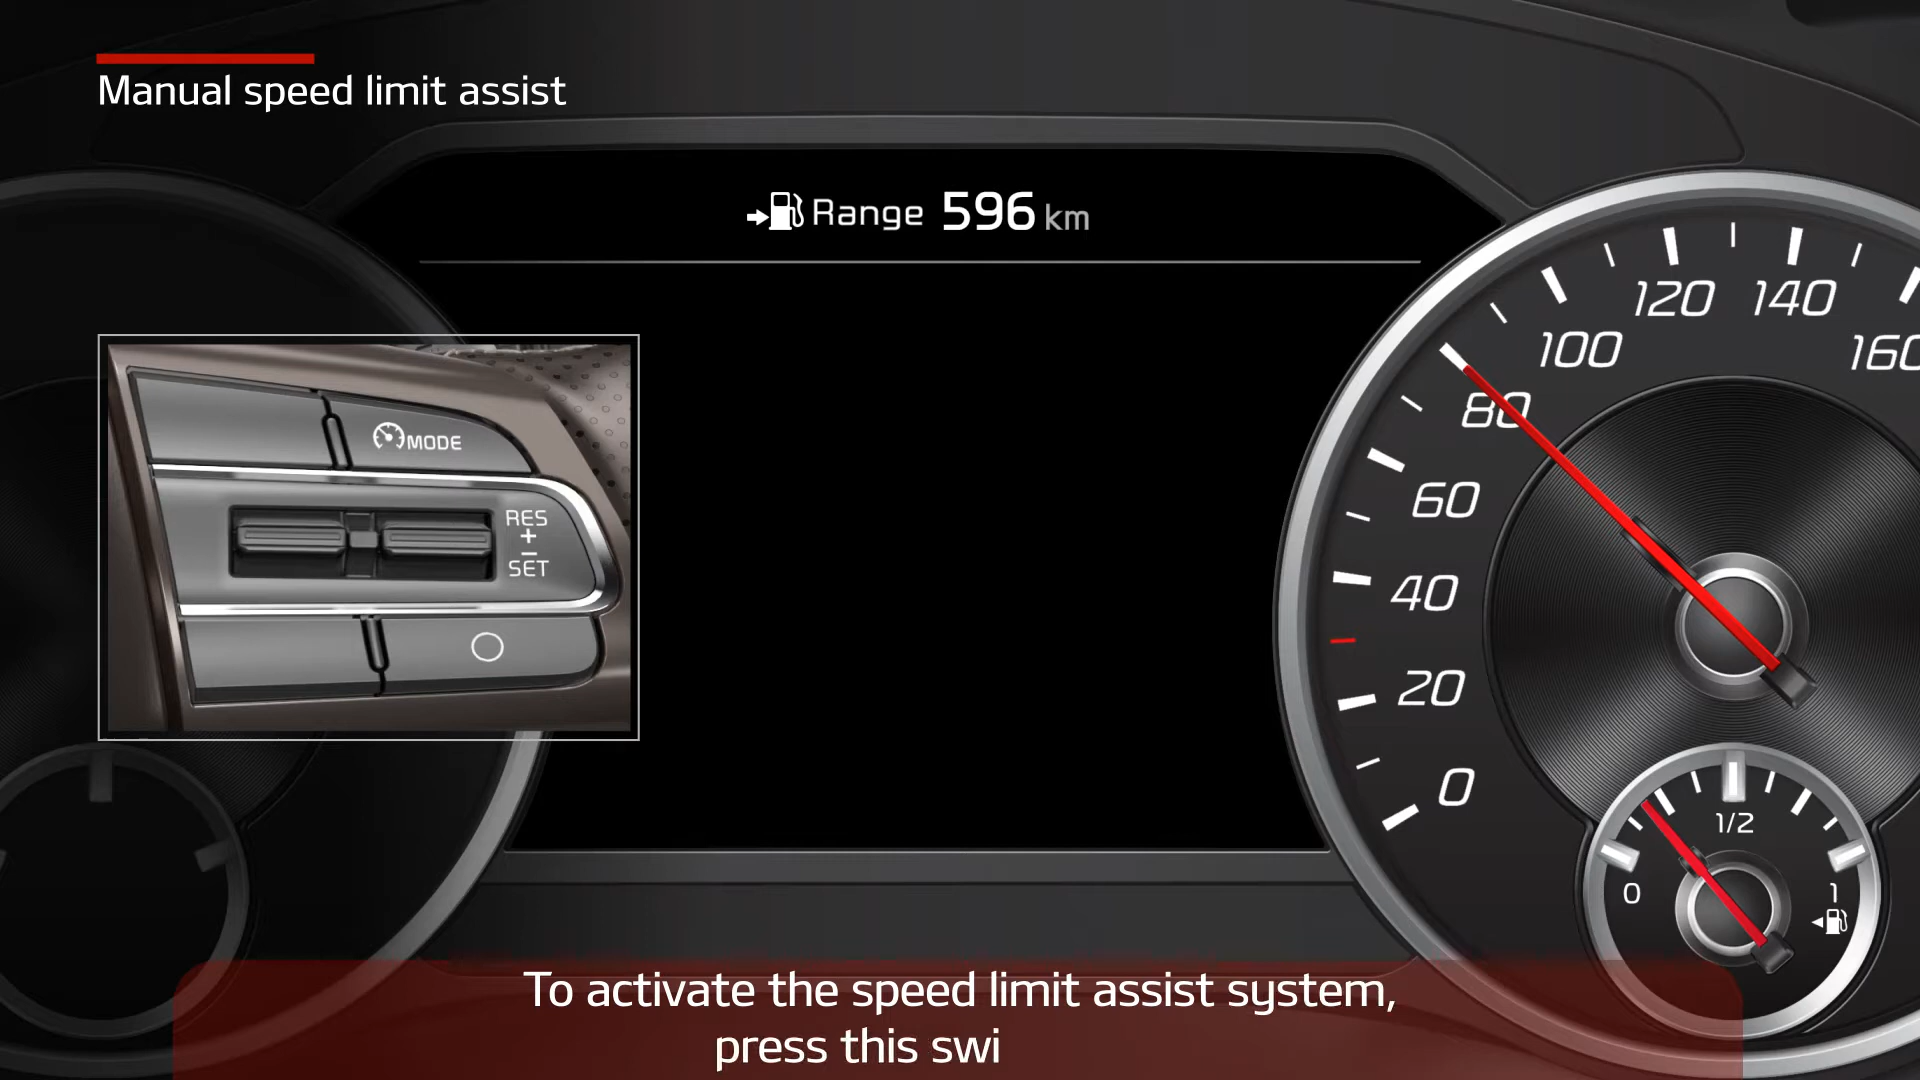 Manual speed limit assist
Range 596 km
MODE
RES
+
–
SET
0
20
40
60
80
100
120
140
160
0
1/2
1
To activate the speed limit assist system,
press this swi